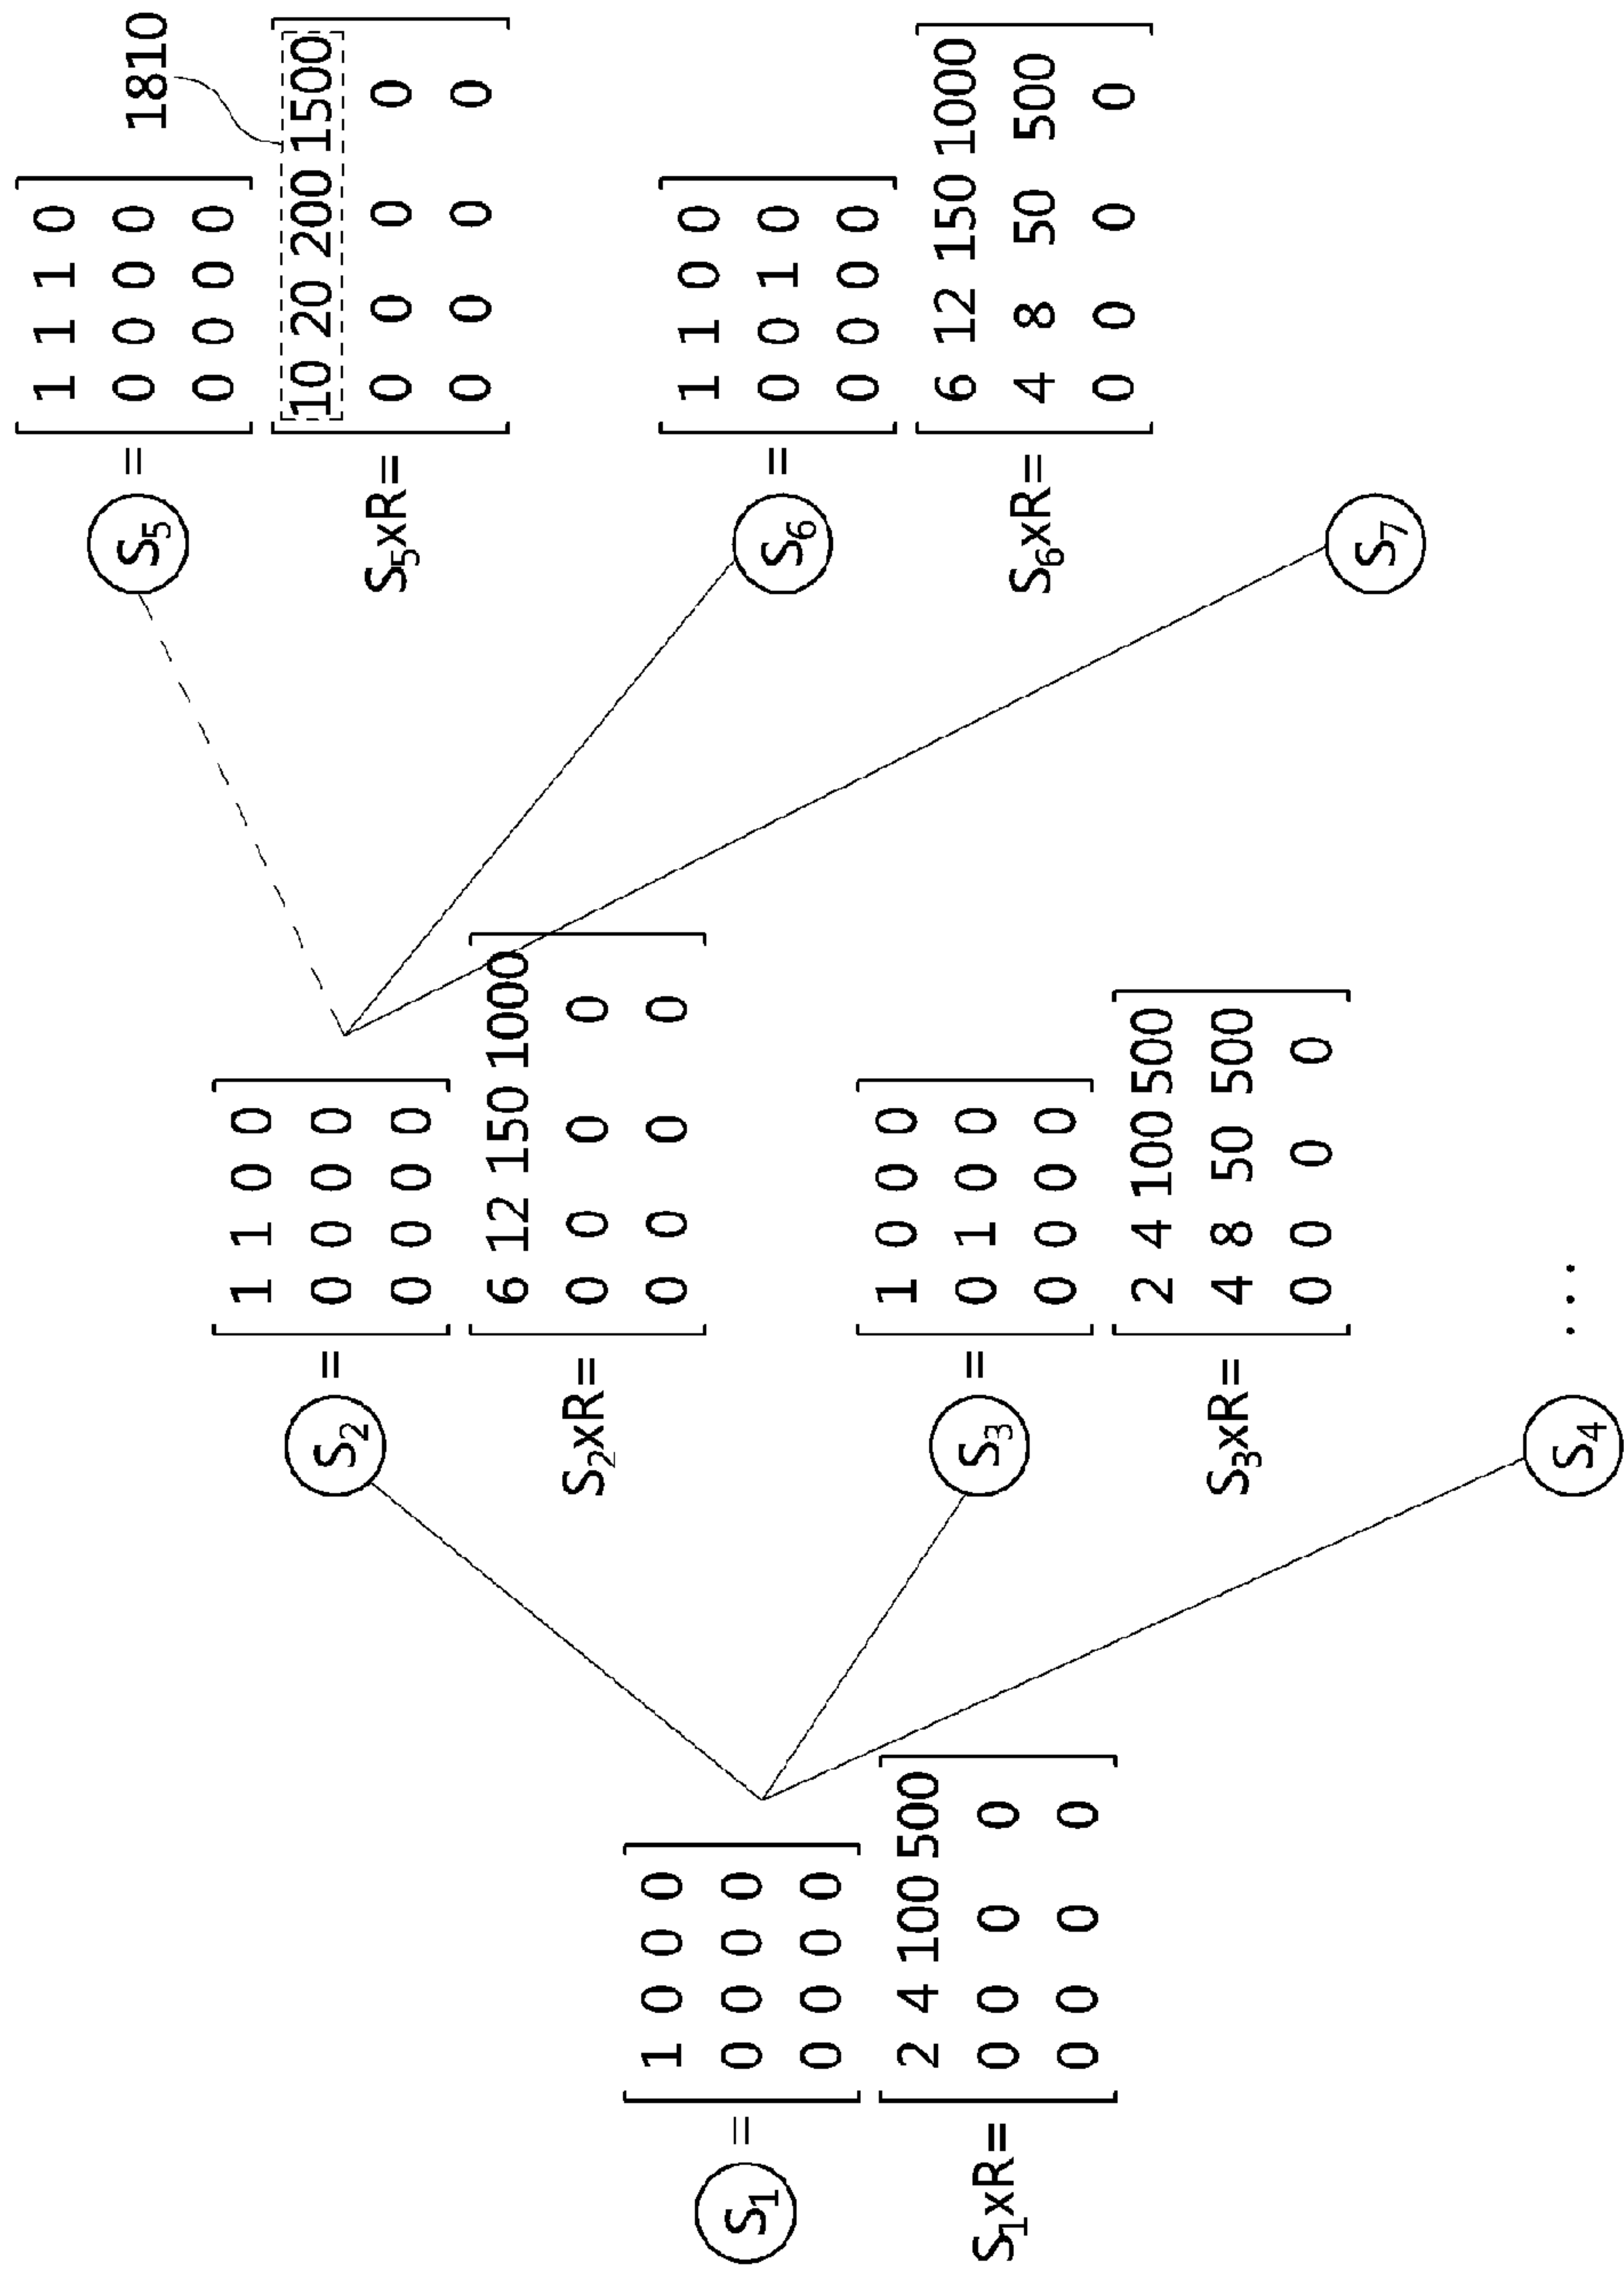 S1 =
1 0 0 0
0 0 0 0
0 0 0 0
S1xR=
2 4 100 500
0 0 0 0
0 0 0 0
S2 =
1 1 0 0
0 0 0 0
0 0 0 0
S2xR=
6 12 150 1000
0 0 0 0
0 0 0 0
S3 =
1 0 0 0
0 1 0 0
0 0 0 0
S3xR=
2 4 100 500
4 8 50 500
0 0 0 0
S4 ...
S5 =
1 1 1 0
0 0 0 0
0 0 0 0
1810
S5xR=
10 20 200 1500
0 0 0 0
0 0 0 0
S6 =
1 1 0 0
0 0 1 0
0 0 0 0
S6xR=
6 12 150 1000
4 8 50 500
0 0 0 0
S7